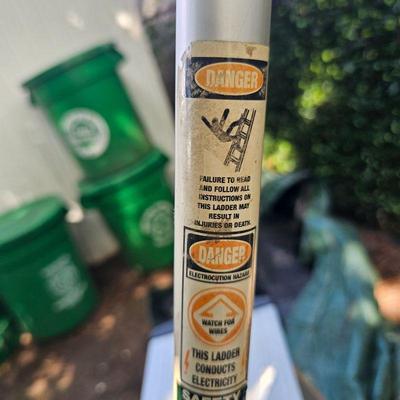 DANGER
FAILURE TO READ
AND FOLLOW ALL
INSTRUCTIONS ON
THIS LADDER MAY
RESULT IN
INJURIES OR DEATH.
DANGER
ELECTROCUTION HAZARD
WATCH FOR
WIRES
THIS LADDER
CONDUCTS
ELECTRICITY
SAFETY